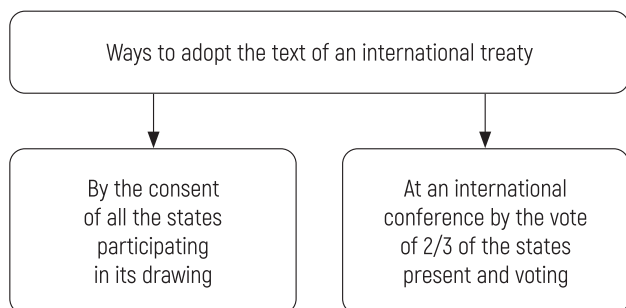 Ways to adopt the text of an international treaty
By the consent
of all the states
participating
in its drawing
At an international
conference by the vote
of 2/3 of the states
present and voting